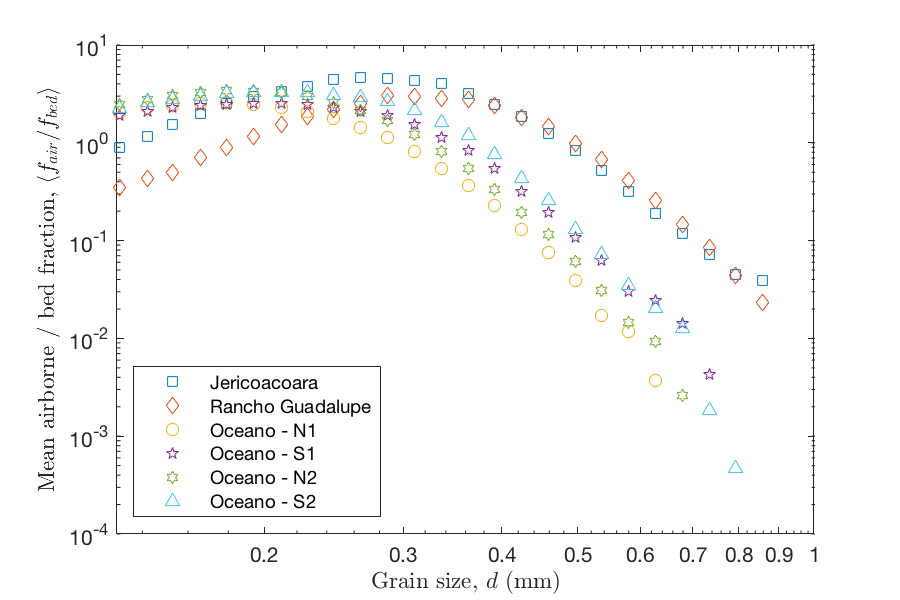 10^1
10^0
10^-1
10^-2
10^-3
10^-4
Mean airborne / bed fraction, ⟨f_air/f_bed⟩
Jericoacoara
Rancho Guadalupe
Oceano - N1
Oceano - S1
Oceano - N2
Oceano - S2
0.2 0.3 0.4 0.5 0.6 0.7 0.8 0.9 1
Grain size, d (mm)